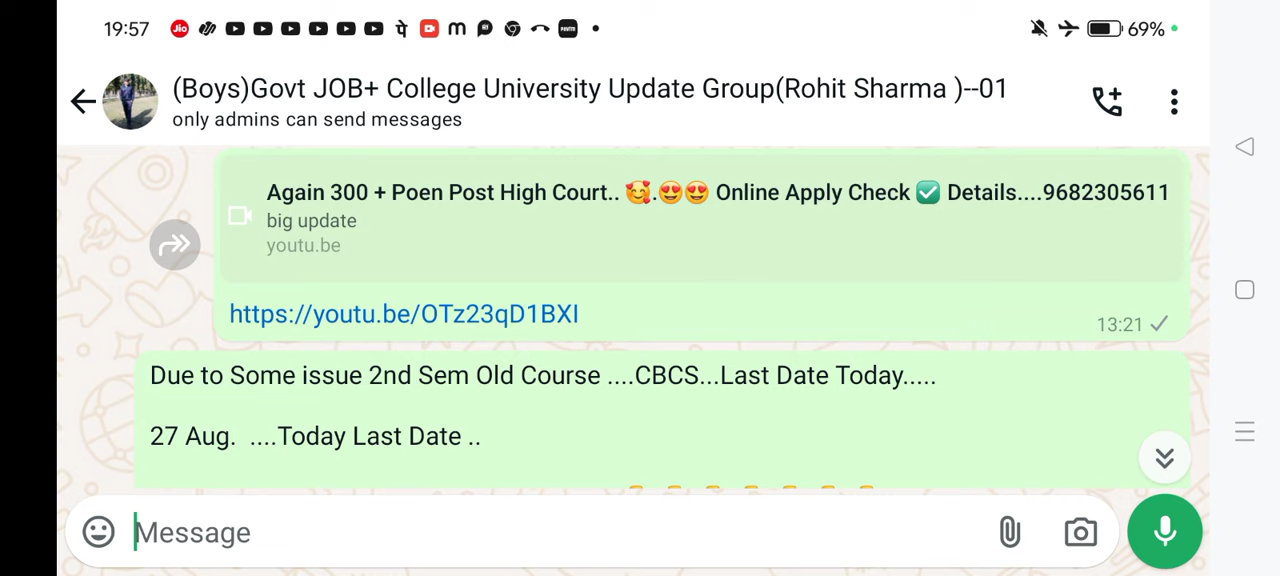 19:57
69%
(Boys)Govt JOB+ College University Update Group(Rohit Sharma )--01
only admins can send messages
Again 300 + Poen Post High Court.. 🥰.😍😍 Online Apply Check ✅ Details....9682305611
big update
youtu.be
https://youtu.be/OTz23qD1BXI
13:21
Due to Some issue 2nd Sem Old Course ....CBCS...Last Date Today.....
27 Aug. ....Today Last Date ..
Message